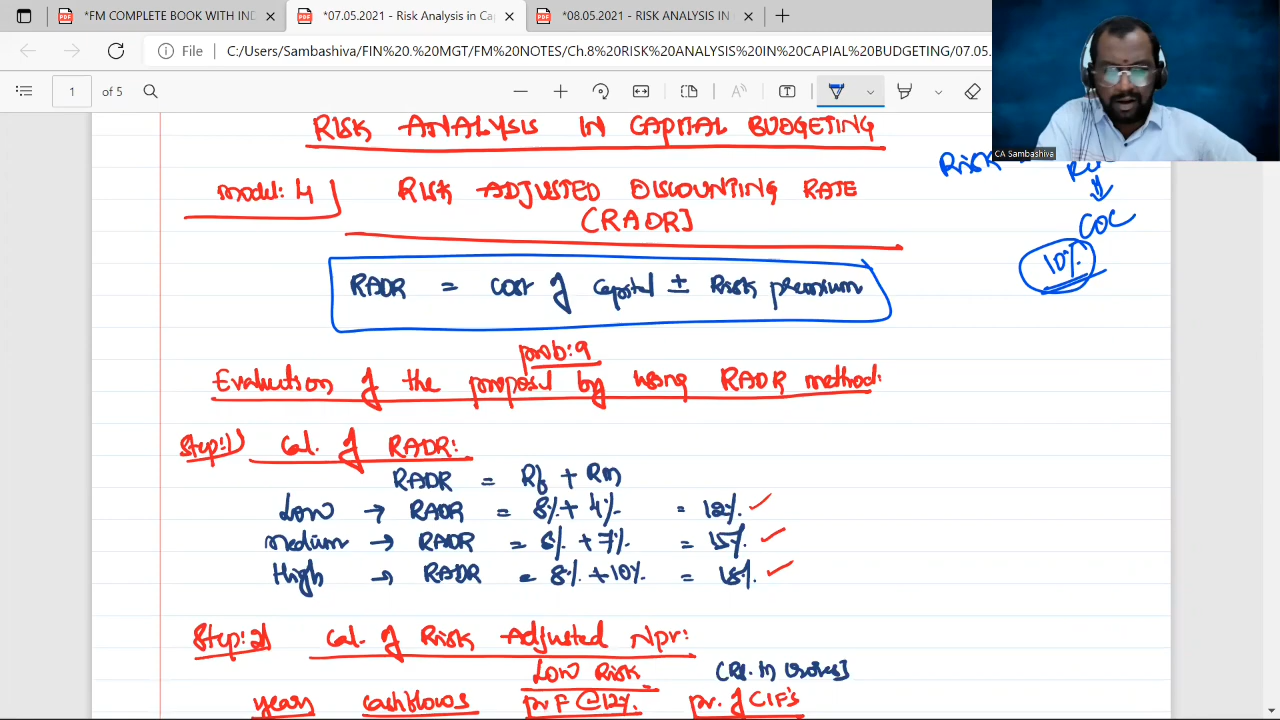 *FM COMPLETE BOOK WITH IND
*07.05.2021 - Risk Analysis in Ca
*08.05.2021 - RISK ANALYSIS IN
File
C:/Users/Sambashiva/FIN%20.%20MGT/FM%20NOTES/Ch.8%20RISK%20ANALYSIS%20IN%20CAPIAL%20BUDGETING/07.05.
1 of 5
CA Sambashiva
RISK ANALYSIS IN CAPITAL BUDGETING
Risk
COC
10%
model: 4
RISK ADJUSTED DISCOUNTING RATE
(RADR]
RADR = cost of capital ± Risk premium
prob: 9
Evaluction of the proposal by using RADR method:
Step:1) Cal. of RADR:
RADR = Rf + Rm
Low → RADR = 8% + 4% = 12%.
medium → RADR = 8% + 7% = 15%.
High → RADR = 8% + 10% = 18%.
Step:2) Cal. of Risk Adjusted Npv:
Low Risk
(Rs. in
years cashflows pv F @12%. pv. of CIF's